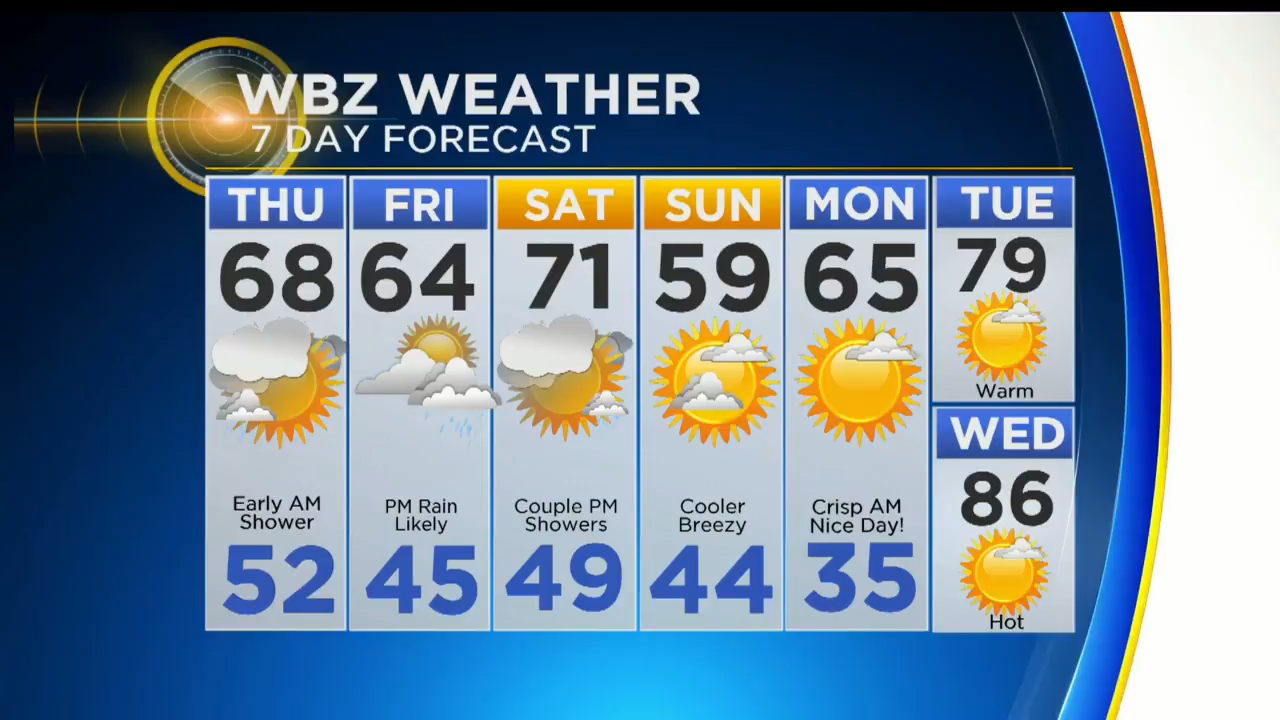 WBZ WEATHER
7 DAY FORECAST
THU
68
Early AM
Shower
52
FRI
64
PM Rain
Likely
45
SAT
71
Couple PM
Showers
49
SUN
59
Cooler
Breezy
44
MON
65
Crisp AM
Nice Day!
35
TUE
79
Warm
WED
86
Hot